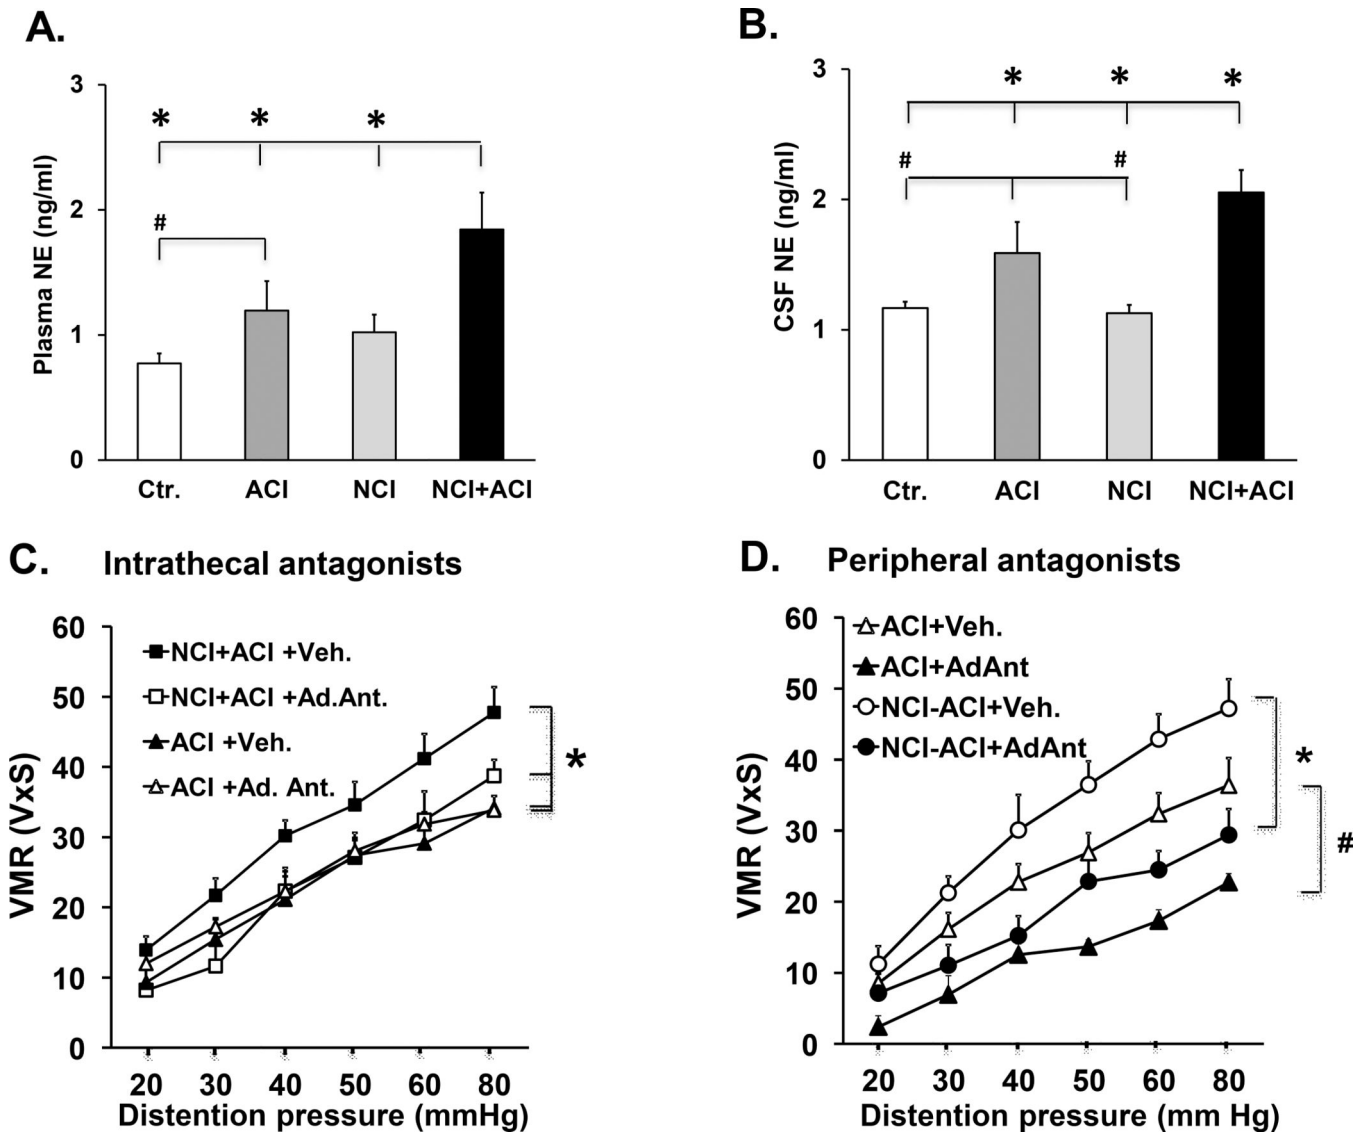 A.
3
2
1
0
Plasma NE (ng/ml)
* * *
#
Ctr. ACI NCI NCI+ACI
B.
3
2
1
0
CSF NE (ng/ml)
* * *
# #
Ctr. ACI NCI NCI+ACI
C. Intrathecal antagonists
60
50
40
30
20
10
0
VMR (VxS)
NCI+ACI +Veh.
NCI+ACI +Ad.Ant.
ACI +Veh.
ACI +Ad. Ant.
*
20 30 40 50 60 80
Distention pressure (mmHg)
D. Peripheral antagonists
60
50
40
30
20
10
0
VMR (VxS)
ACI+Veh.
ACI+AdAnt
NCI-ACI+Veh.
NCI-ACI+AdAnt
*
#
20 30 40 50 60 80
Distention pressure (mm Hg)